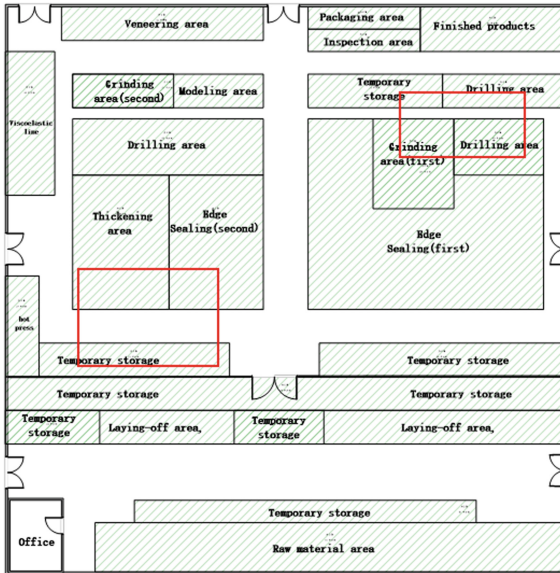 Veneering area
Packaging area
Inspection area
Finished products
Viscoelastic
line
Grinding
area(second)
Modeling area
Temporary
storage
Drilling area
Drilling area
Grinding
area(first)
Drilling area
Thickening
area
Edge
Sealing(second)
Edge
Sealing(first)
hot
press
Temporary storage
Temporary storage
Temporary storage
Temporary storage
Temporary
storage
Laying-off area,
Temporary
storage
Laying-off area,
Temporary storage
Office
Raw material area